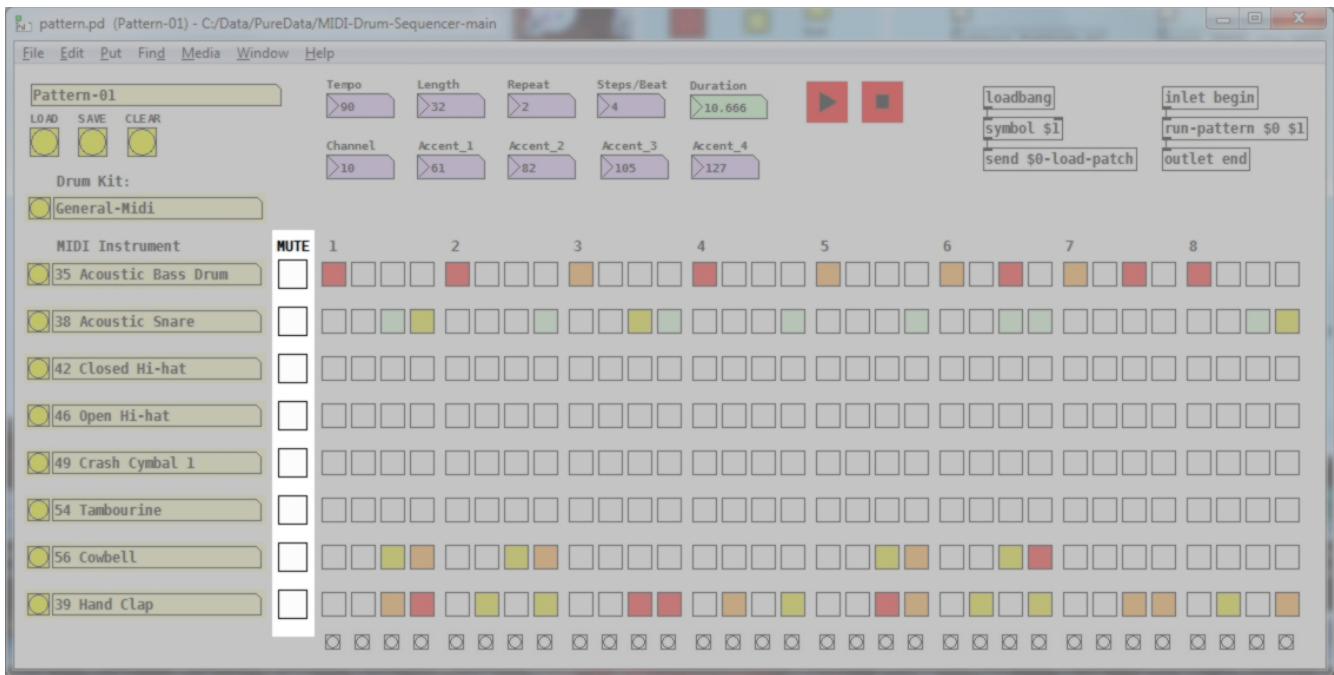 pattern.pd (Pattern-01) - C:/Data/PureData/MIDI-Drum-Sequencer-main
File Edit Put Find Media Window Help
Pattern-01
LOAD SAVE CLEAR
Tempo Length Repeat Steps/Beat Duration
90 32 2 4 10.666
Channel Accent_1 Accent_2 Accent_3 Accent_4
10 61 82 105 127
loadbang
symbol $1
send $0-load-patch
inlet begin
run-pattern $0 $1
outlet end
Drum Kit:
General-Midi
MIDI Instrument MUTE 1 2 3 4 5 6 7 8
35 Acoustic Bass Drum
38 Acoustic Snare
42 Closed Hi-hat
46 Open Hi-hat
49 Crash Cymbal 1
54 Tambourine
56 Cowbell
39 Hand Clap